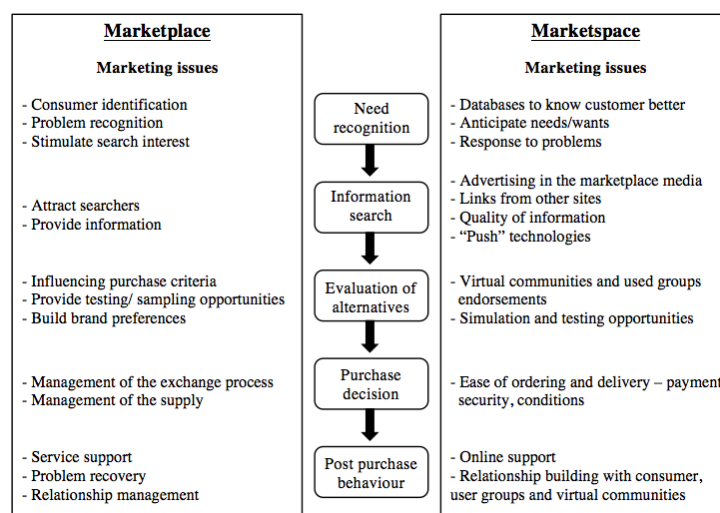 Marketplace
Marketing issues
- Consumer identification
- Problem recognition
- Stimulate search interest
- Attract searchers
- Provide information
- Influencing purchase criteria
- Provide testing/ sampling opportunities
- Build brand preferences
- Management of the exchange process
- Management of the supply
- Service support
- Problem recovery
- Relationship management
Need
recognition
Information
search
Evaluation of
alternatives
Purchase
decision
Post purchase
behaviour
Marketspace
Marketing issues
- Databases to know customer better
- Anticipate needs/wants
- Response to problems
- Advertising in the marketplace media
- Links from other sites
- Quality of information
- “Push” technologies
- Virtual communities and used groups
endorsements
- Simulation and testing opportunities
- Ease of ordering and delivery – payment
security, conditions
- Online support
- Relationship building with consumer,
user groups and virtual communities